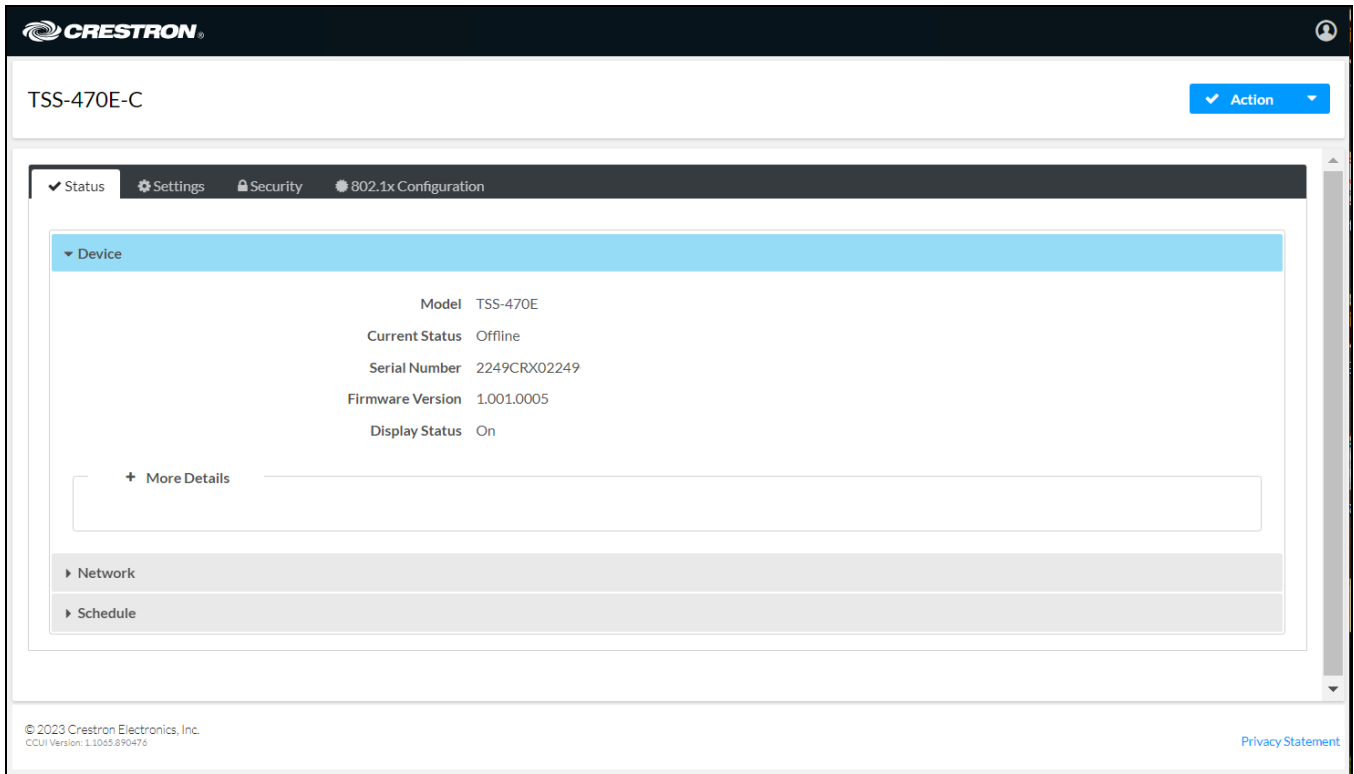 CRESTRON®
TSS-470E-C
Action
Status Settings Security 802.1x Configuration
Device
Model TSS-470E
Current Status Offline
Serial Number 2249CRX02249
Firmware Version 1.001.0005
Display Status On
+ More Details
Network
Schedule
© 2023 Crestron Electronics, Inc.
CCUI Version: 1.1065.890476
Privacy Statement